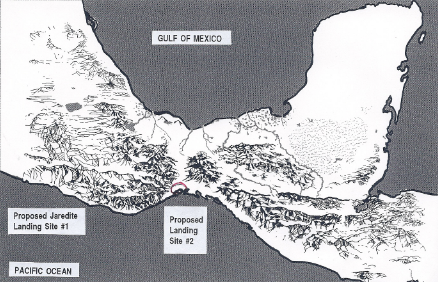 GULF OF MEXICO
Proposed Jaredite
Landing Site #1
Proposed
Landing
Site #2
PACIFIC OCEAN